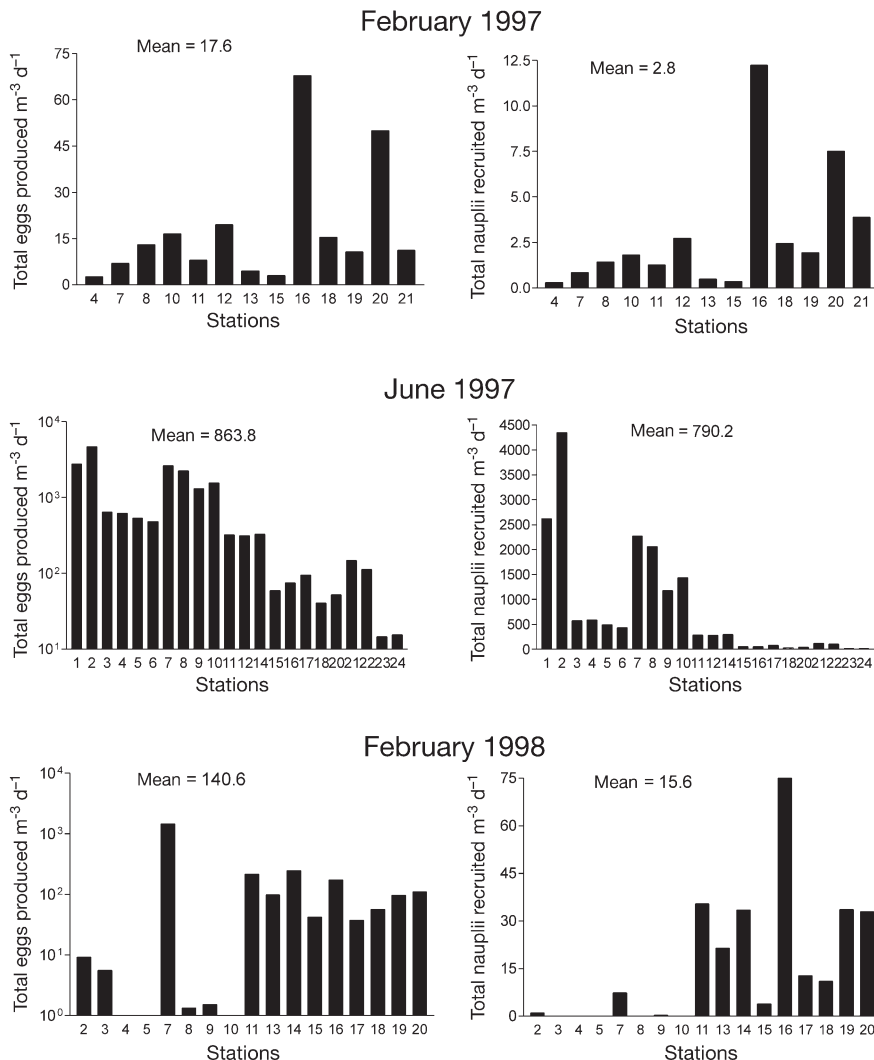 February 1997
Mean = 17.6
Total eggs produced m-3 d-1
75
60
45
30
15
0
4 7 8 10 11 12 13 15 16 18 19 20 21
Stations
Mean = 2.8
Total nauplii recruited m-3 d-1
12.5
10.0
7.5
5.0
2.5
0.0
4 7 8 10 11 12 13 15 16 18 19 20 21
Stations
June 1997
Mean = 863.8
Total eggs produced m-3 d-1
10^4
10^3
10^2
10^1
1 2 3 4 5 6 7 8 9 10 11 12 14 15 16 17 18 20 21 22 23 24
Stations
Mean = 790.2
Total nauplii recruited m-3 d-1
4500
4000
3500
3000
2500
2000
1500
1000
500
0
1 2 3 4 5 6 7 8 9 10 11 12 14 15 16 17 18 20 21 22 23 24
Stations
February 1998
Mean = 140.6
Total eggs produced m-3 d-1
10^4
10^3
10^2
10^1
10^0
2 3 4 5 7 8 9 10 11 13 14 15 16 17 18 19 20
Stations
Mean = 15.6
Total nauplii recruited m-3 d-1
75
60
45
30
15
0
2 3 4 5 7 8 9 10 11 13 14 15 16 17 18 19 20
Stations